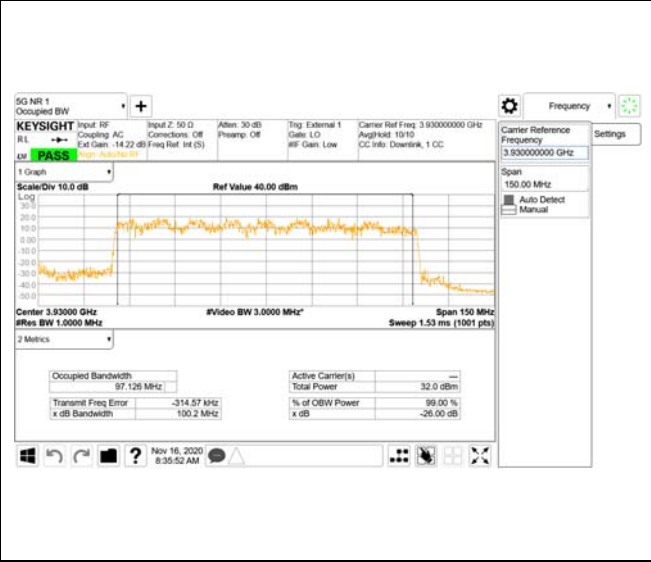 5G NR 1
Occupied BW
+
Frequency
KEYSIGHT
RL
PASS
Input: RF
Coupling: AC
Ext Gain: -14.22 dB
Align: Auto/No RF
Input Z: 50 Ω
Corrections: Off
Freq Ref: Int (S)
Atten: 30 dB
Preamp: Off
Trig: External 1
Gate: LO
#IF Gain: Low
Carrier Ref Freq: 3.930000000 GHz
Avg|Hold: 10/10
CC Info: Downlink, 1 CC
Carrier Reference
Frequency
3.930000000 GHz
Settings
Span
150.00 MHz
Auto Detect
Manual
1 Graph
Scale/Div 10.0 dB
Ref Value 40.00 dBm
Log
30.0
20.0
10.0
0.00
-10.0
-20.0
-30.0
-40.0
-50.0
Center 3.93000 GHz
#Video BW 3.0000 MHz*
Span 150 MHz
#Res BW 1.0000 MHz
Sweep 1.53 ms (1001 pts)
2 Metrics
Occupied Bandwidth
97.126 MHz
Transmit Freq Error -314.57 kHz
x dB Bandwidth 100.2 MHz
Active Carrier(s) —
Total Power 32.0 dBm
% of OBW Power 99.00 %
x dB -26.00 dB
?
Nov 16, 2020
8:35:52 AM